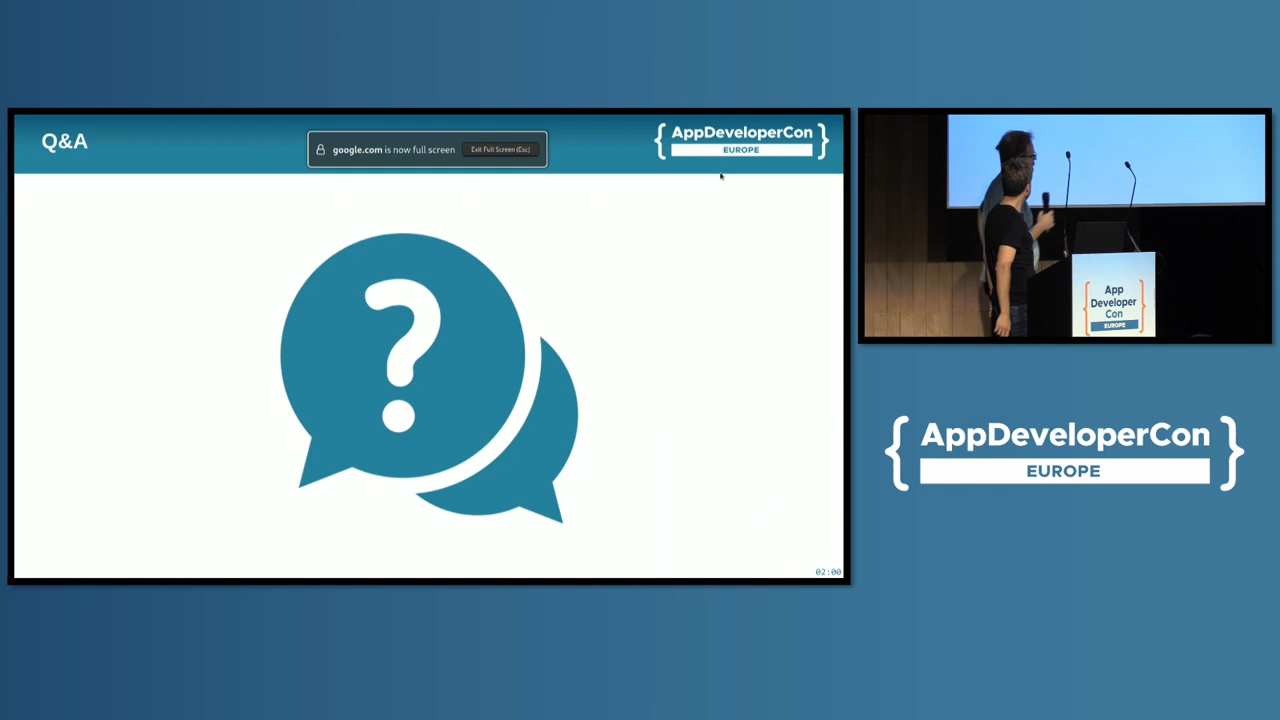 Q&A
google.com is now full screen
Exit Full Screen (Esc)
{ AppDeveloperCon }
EUROPE
02:00
App
Developer
Con
EUROPE
{ AppDeveloperCon }
EUROPE